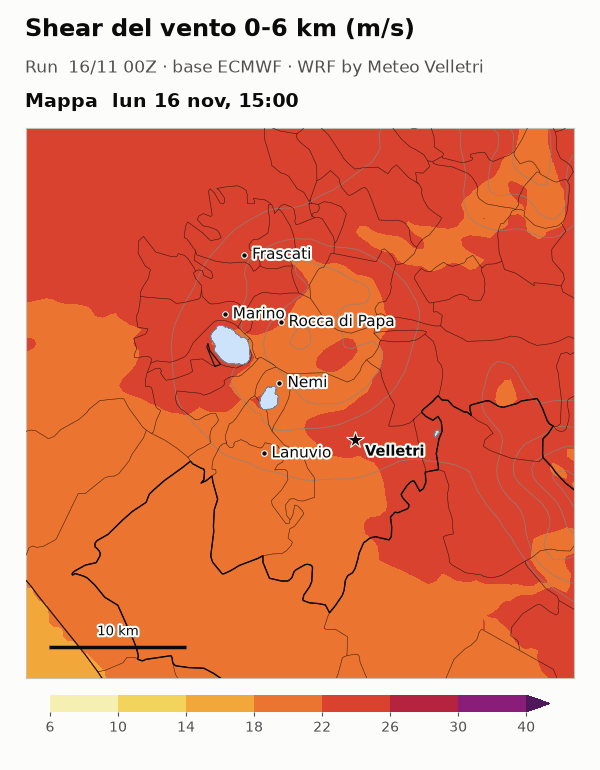 Shear del vento 0-6 km (m/s)
Run 16/11 00Z · base ECMWF · WRF by Meteo Velletri
Mappa lun 16 nov, 15:00
Frascati
Marino
Rocca di Papa
Nemi
Velletri
Lanuvio
10 km
6 10 14 18 22 26 30 40